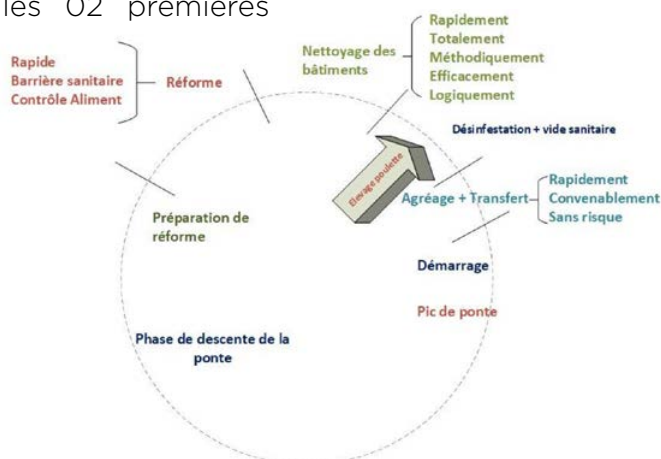 les 02 premières
Rapide
Barrière sanitaire
Contrôle Aliment
Réforme
Nettoyage des
bâtiments
Rapidement
Totalement
Méthodiquement
Efficacement
Logiquement
Désinfestation + vide sanitaire
Elevage poulette
Agréage + Transfert
Rapidement
Convenablement
Sans risque
Préparation de
réforme
Démarrage
Pic de ponte
Phase de descente de la
ponte